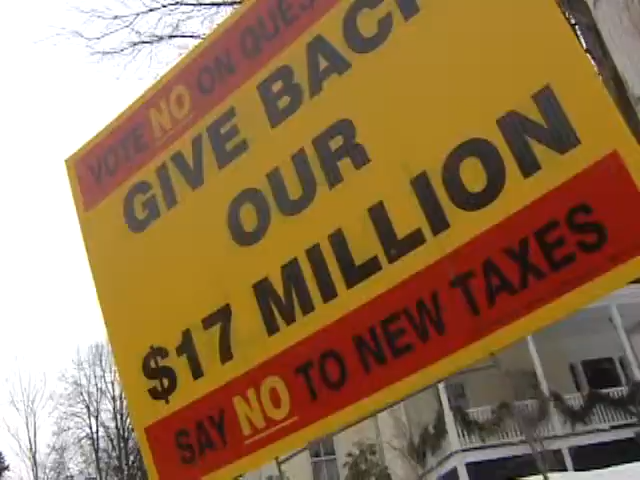 VOTE NO ON
GIVE BACK
OUR
$17 MILLION
SAY NO TO NEW TAXES